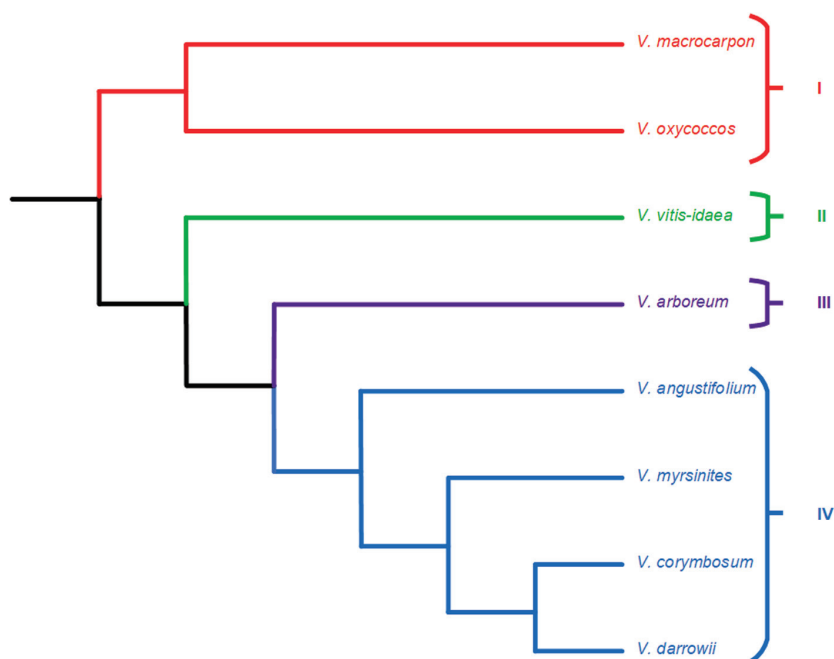 V. macrocarpon
I
V. oxycoccos
V. vitis-idaea
II
V. arboreum
III
V. angustifolium
V. myrsinites
IV
V. corymbosum
V. darrowii